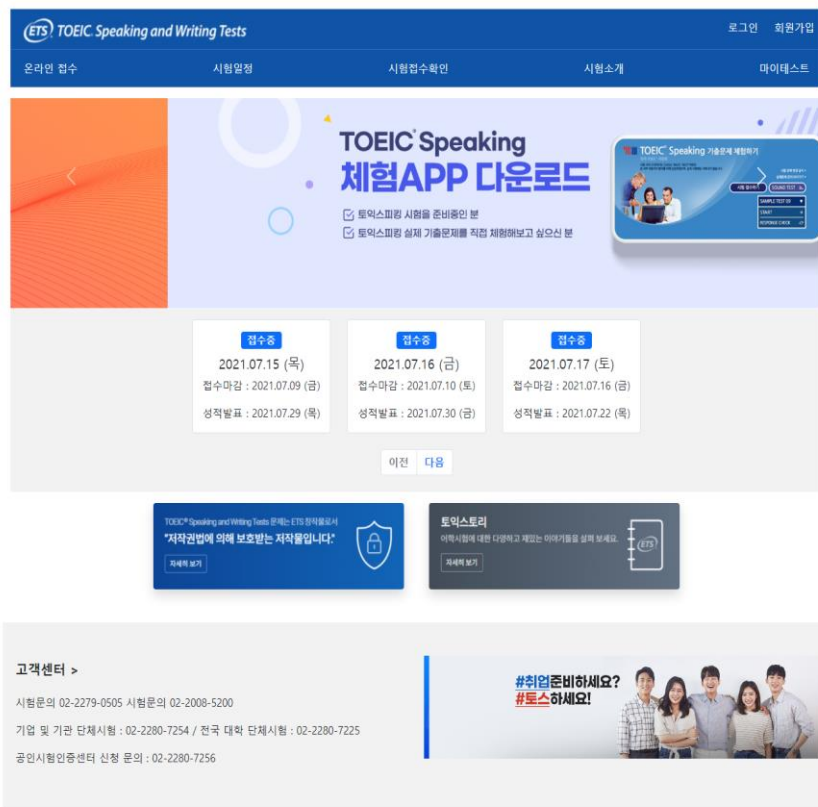 ETS TOEIC Speaking and Writing Tests
로그인 회원가입
온라인 접수 시험일정 시험접수확인 시험소개 마이테스트
TOEIC® Speaking
체험APP 다운로드
토익스피킹 시험을 준비중인 분
토익스피킹 실제 기출문제를 직접 체험해보고 싶으신 분
TOEIC® Speaking 기출문제 체험하기
SOUND TEST
SAMPLE TEST
START
RESPONSE CHECK
접수중 접수중 접수중
2021.07.15 (목) 2021.07.16 (금) 2021.07.17 (토)
접수마감 : 2021.07.09 (금) 접수마감 : 2021.07.10 (토) 접수마감 : 2021.07.16 (금)
성적발표 : 2021.07.29 (목) 성적발표 : 2021.07.30 (금) 성적발표 : 2021.07.22 (목)
이전 다음
TOEIC® Speaking and Writing Tests 문제는 ETS 창작물로서
"저작권법에 의해 보호받는 저작물입니다."
자세히 보기
토익스토리
어학시험에 대한 다양하고 재밌는 이야기들을 살펴 보세요.
자세히 보기
ETS
고객센터 >
시험문의 02-2279-0505 시험문의 02-2008-5200
기업 및 기관 단체시험 : 02-2280-7254 / 전국 대학 단체시험 : 02-2280-7225
공인시험인증센터 신청 문의 : 02-2280-7256
#취업준비하세요?
#토스하세요!